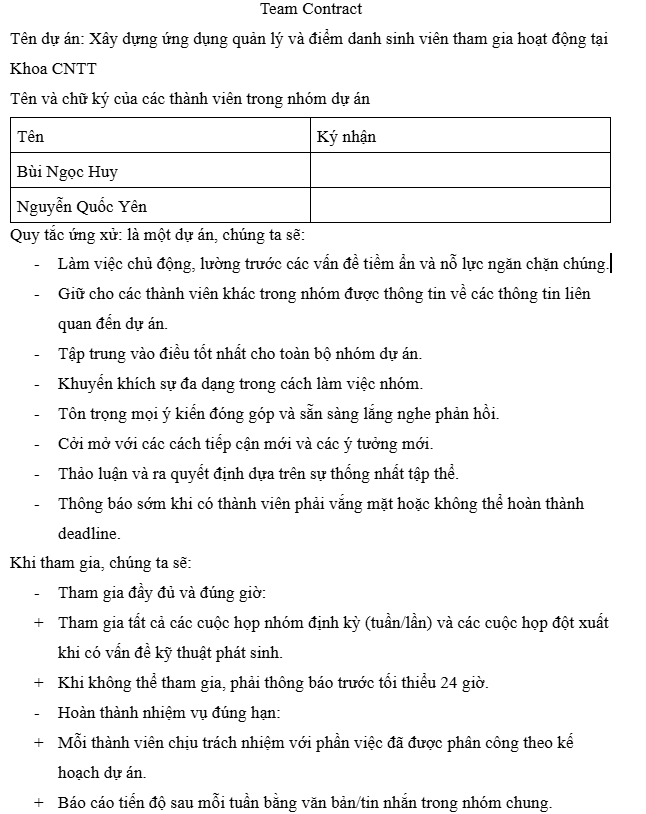 Team Contract
Tên dự án: Xây dựng ứng dụng quản lý và điểm danh sinh viên tham gia hoạt động tại
Khoa CNTT
Tên và chữ ký của các thành viên trong nhóm dự án
Tên
Ký nhận
Bùi Ngọc Huy
Nguyễn Quốc Yên
Quy tắc ứng xử: là một dự án, chúng ta sẽ:
- Làm việc chủ động, lường trước các vấn đề tiềm ẩn và nỗ lực ngăn chặn chúng.
- Giữ cho các thành viên khác trong nhóm được thông tin về các thông tin liên
quan đến dự án.
- Tập trung vào điều tốt nhất cho toàn bộ nhóm dự án.
- Khuyến khích sự đa dạng trong cách làm việc nhóm.
- Tôn trọng mọi ý kiến đóng góp và sẵn sàng lắng nghe phản hồi.
- Cởi mở với các cách tiếp cận mới và các ý tưởng mới.
- Thảo luận và ra quyết định dựa trên sự thống nhất tập thể.
- Thông báo sớm khi có thành viên phải vắng mặt hoặc không thể hoàn thành
deadline.
Khi tham gia, chúng ta sẽ:
- Tham gia đầy đủ và đúng giờ:
+ Tham gia tất cả các cuộc họp nhóm định kỳ (tuần/lần) và các cuộc họp đột xuất
khi có vấn đề kỹ thuật phát sinh.
+ Khi không thể tham gia, phải thông báo trước tối thiểu 24 giờ.
- Hoàn thành nhiệm vụ đúng hạn:
+ Mỗi thành viên chịu trách nhiệm với phần việc đã được phân công theo kế
hoạch dự án.
+ Báo cáo tiến độ sau mỗi tuần bằng văn bản/tin nhắn trong nhóm chung.